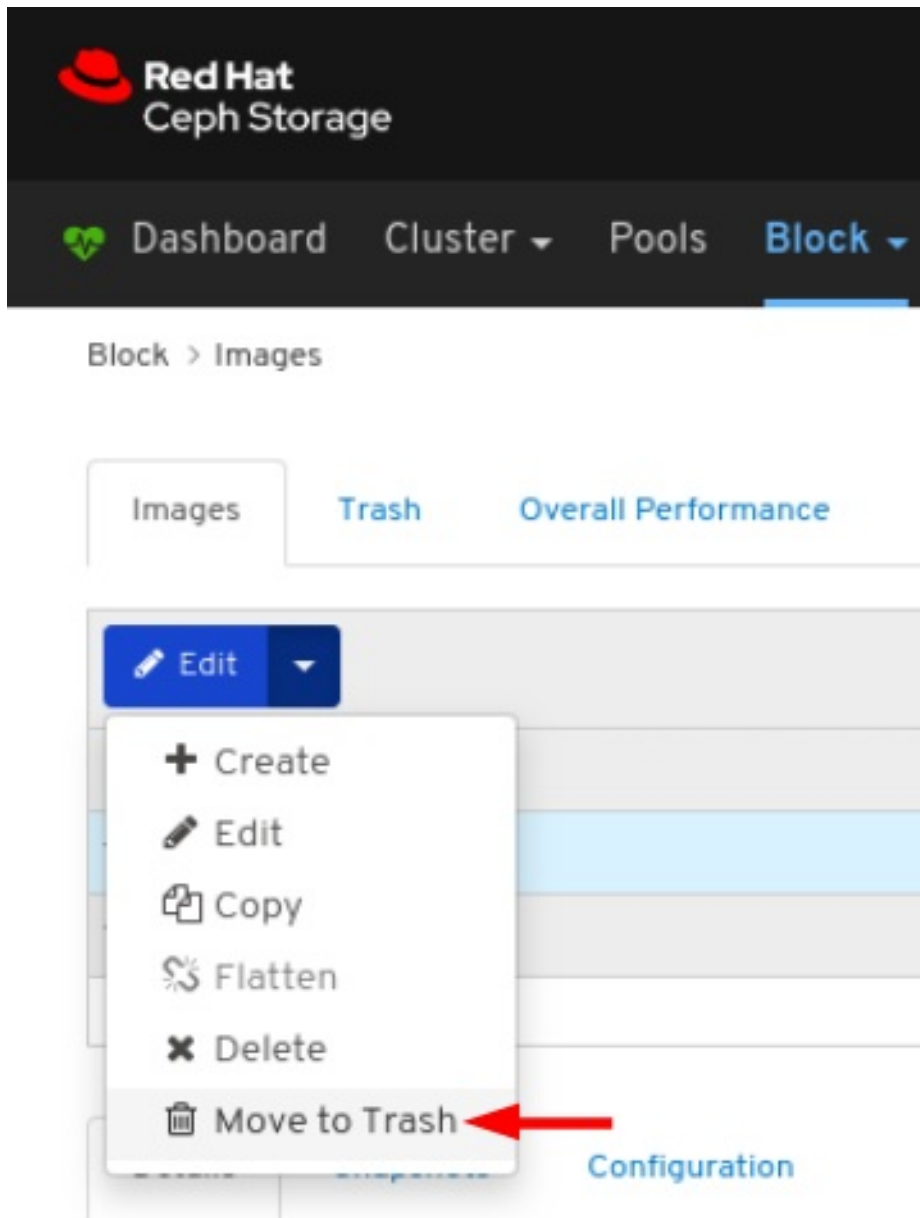 Red Hat
Ceph Storage
Dashboard Cluster Pools Block
Block > Images
Images Trash Overall Performance
Edit
Create
Edit
Copy
Flatten
Delete
Move to Trash
Configuration